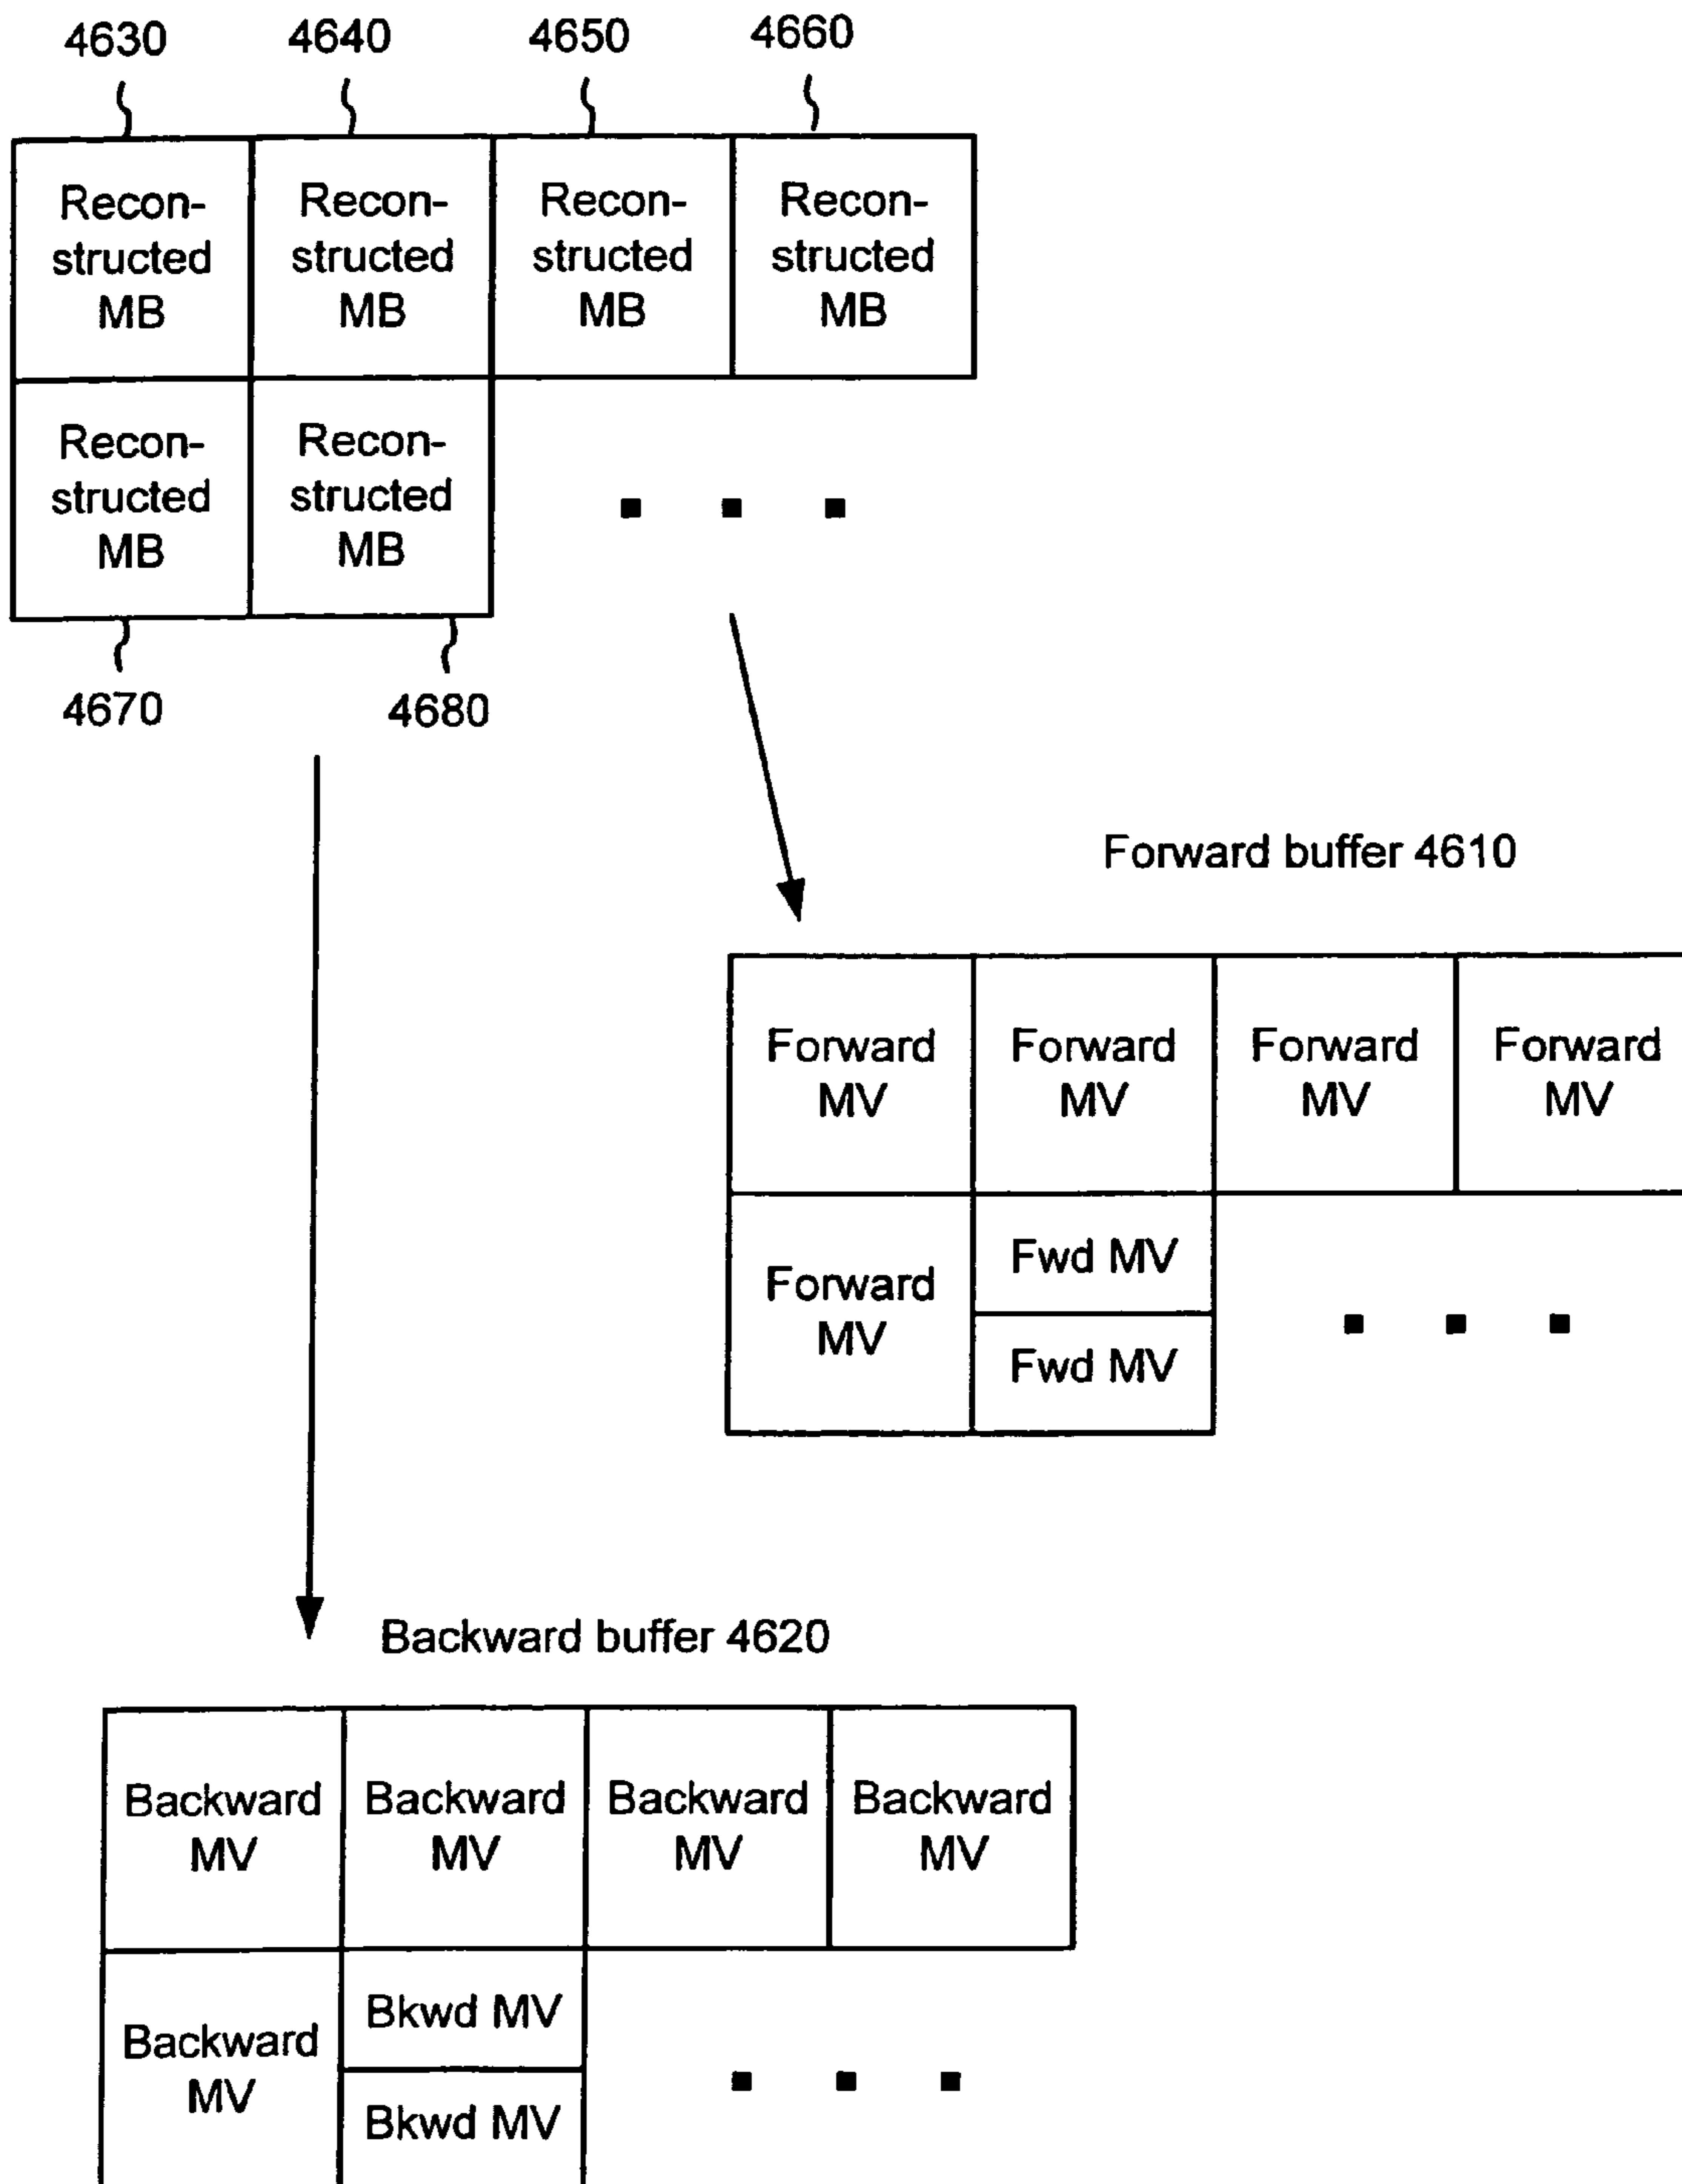 4630 4640 4650 4660
Recon- Recon- Recon- Recon-
structed structed structed structed
MB MB MB MB
Recon- Recon-
structed structed
MB MB
4670 4680
Forward buffer 4610
Forward Forward Forward Forward
MV MV MV MV
Fwd MV
Forward
MV
Fwd MV
Backward buffer 4620
Backward Backward Backward Backward
MV MV MV MV
Bkwd MV
Backward
MV
Bkwd MV